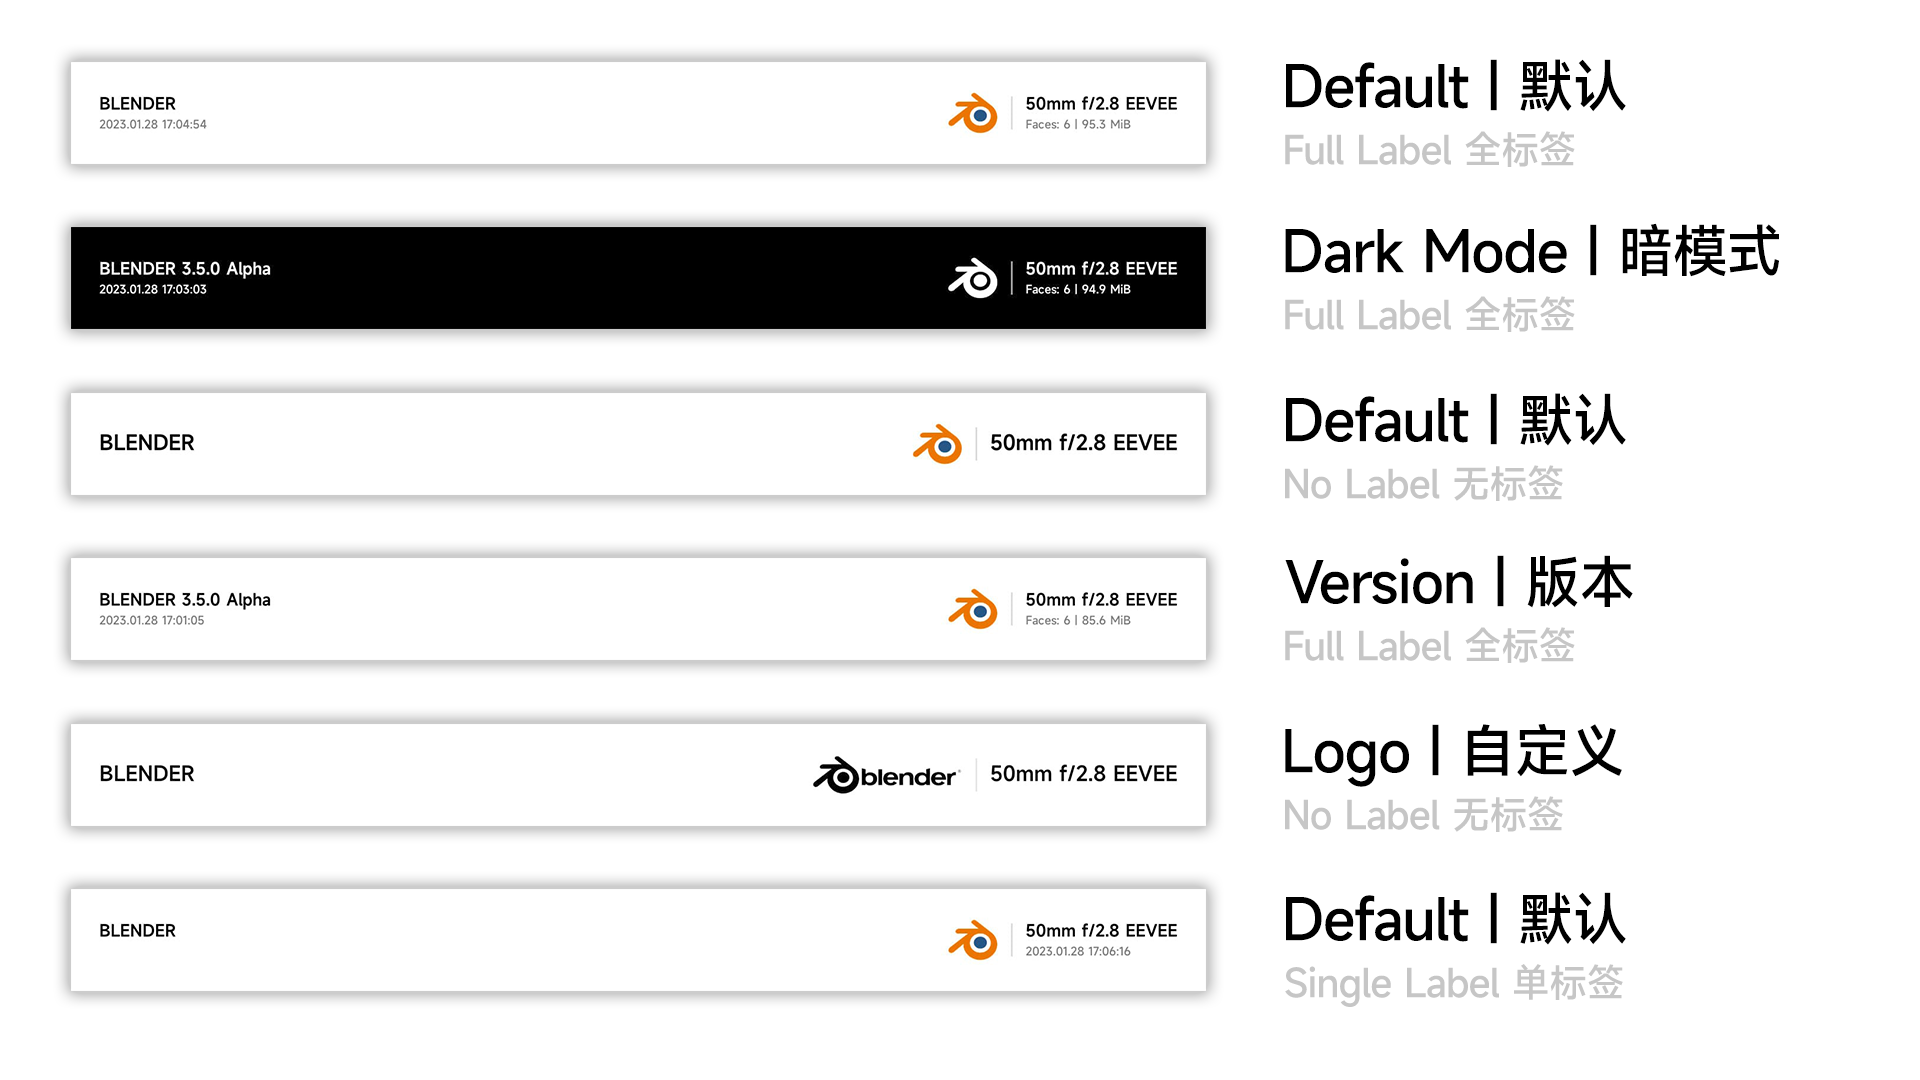 BLENDER
2023.01.28 17:04:54
50mm f/2.8 EEVEE
Faces: 6 | 95.3 MiB
Default | 默认
Full Label 全标签
BLENDER 3.5.0 Alpha
2023.01.28 17:03:03
50mm f/2.8 EEVEE
Faces: 6 | 94.9 MiB
Dark Mode | 暗模式
Full Label 全标签
BLENDER
50mm f/2.8 EEVEE
Default | 默认
No Label 无标签
BLENDER 3.5.0 Alpha
2023.01.28 17:01:05
50mm f/2.8 EEVEE
Faces: 6 | 85.6 MiB
Version | 版本
Full Label 全标签
BLENDER
blender
50mm f/2.8 EEVEE
Logo | 自定义
No Label 无标签
BLENDER
50mm f/2.8 EEVEE
2023.01.28 17:06:16
Default | 默认
Single Label 单标签